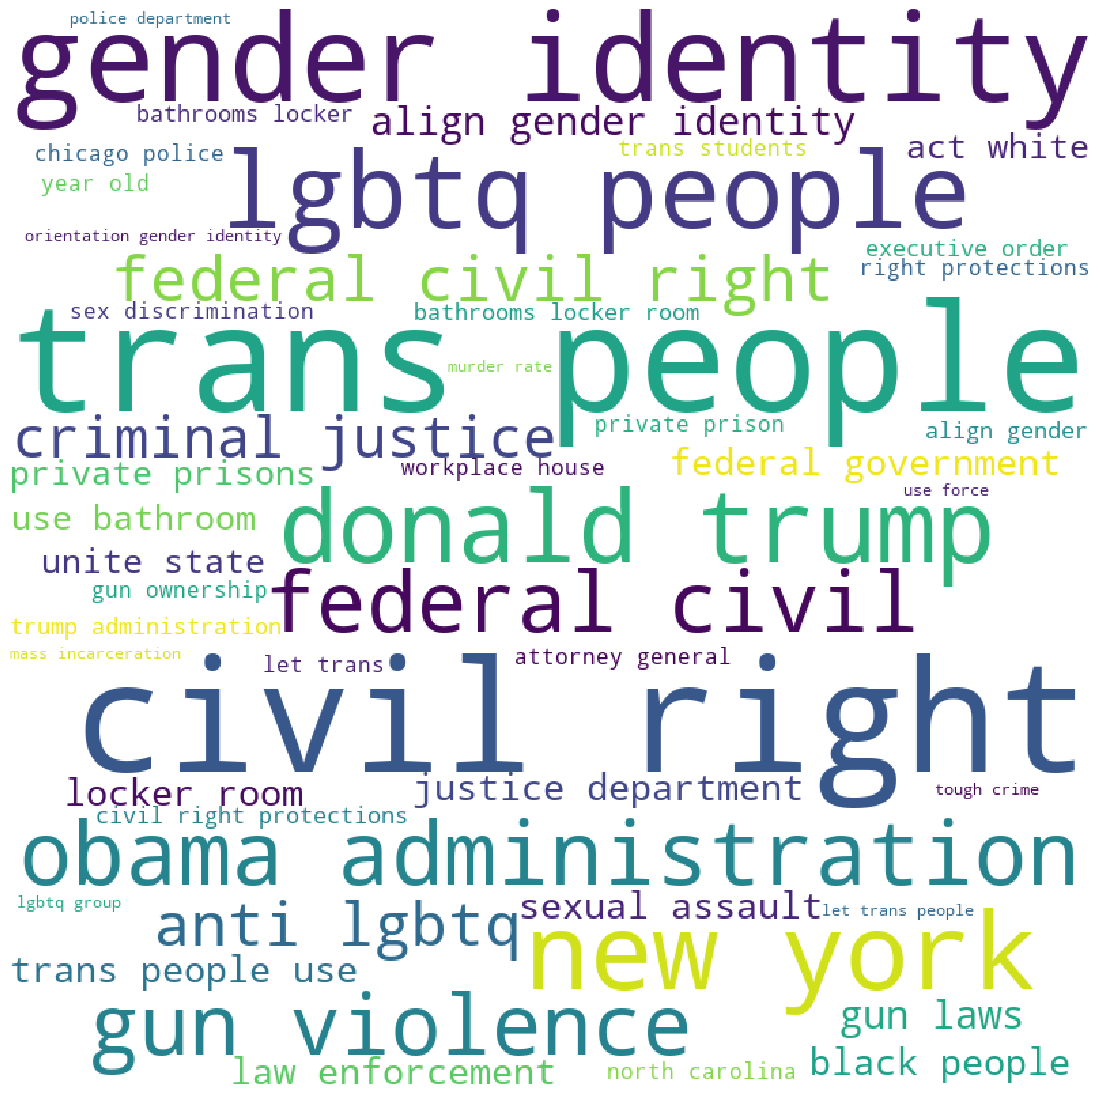 police department
gender identity
bathrooms locker
align gender identity
act white
chicago police
trans students
lgbtq people
year old
orientation gender identity
executive order
federal civil right
right protections
sex discrimination
bathrooms locker room
trans people
murder rate
criminal justice
private prison
align gender
private prisons
workplace house
federal government
use force
use bathroom
donald trump
unite state
gun ownership
federal civil
trump administration
mass incarceration
let trans
attorney general
civil right
locker room
justice department
tough crime
civil right protections
obama administration
lgbtq group
sexual assault
let trans people
anti lgbtq
new york
trans people use
gun violence
gun laws
law enforcement
north carolina
black people